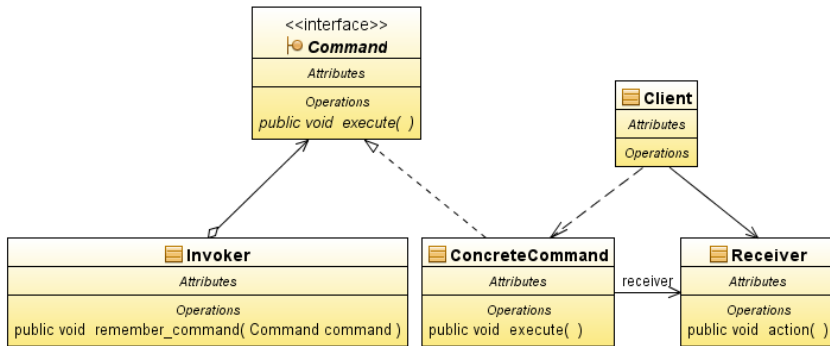 <<interface>>
Command
Attributes
Operations
public void execute( )
Client
Attributes
Operations
Invoker
Attributes
Operations
public void remember_command( Command command )
ConcreteCommand
Attributes
Operations
public void execute( )
receiver
Receiver
Attributes
Operations
public void action( )